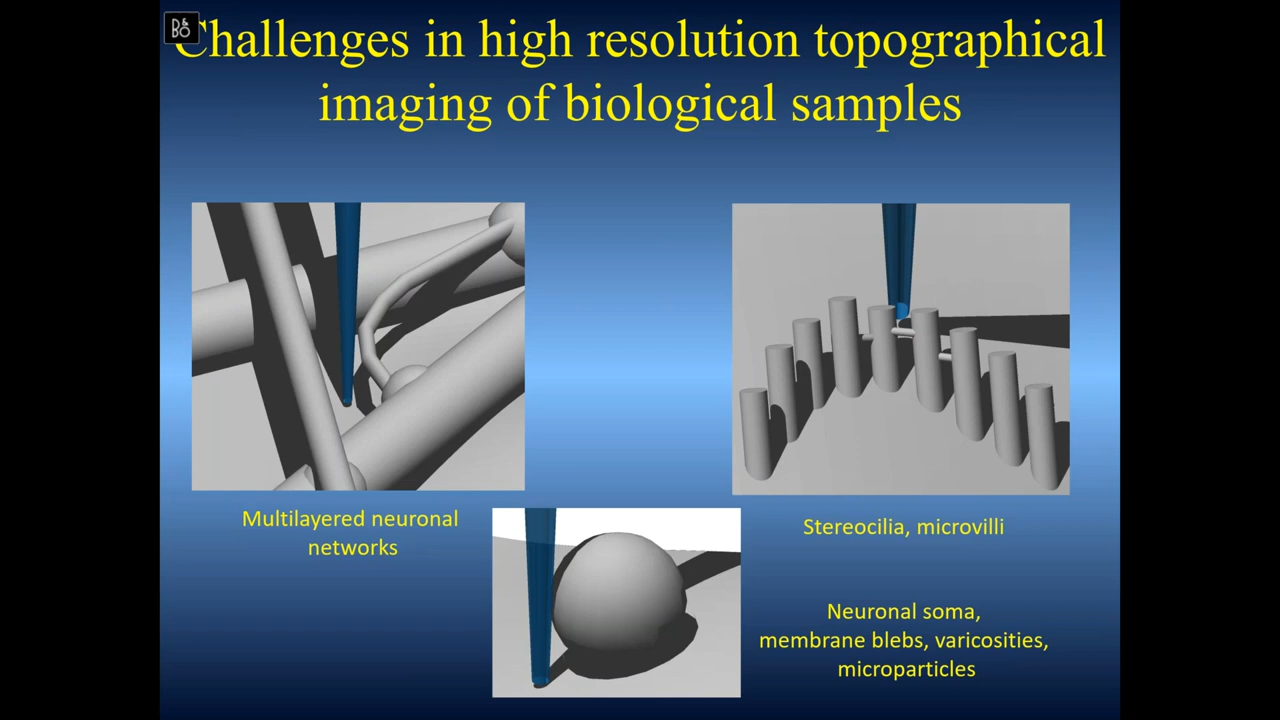 B&O
Challenges in high resolution topographical
imaging of biological samples
Multilayered neuronal
networks
Stereocilia, microvilli
Neuronal soma,
membrane blebs, varicosities,
microparticles